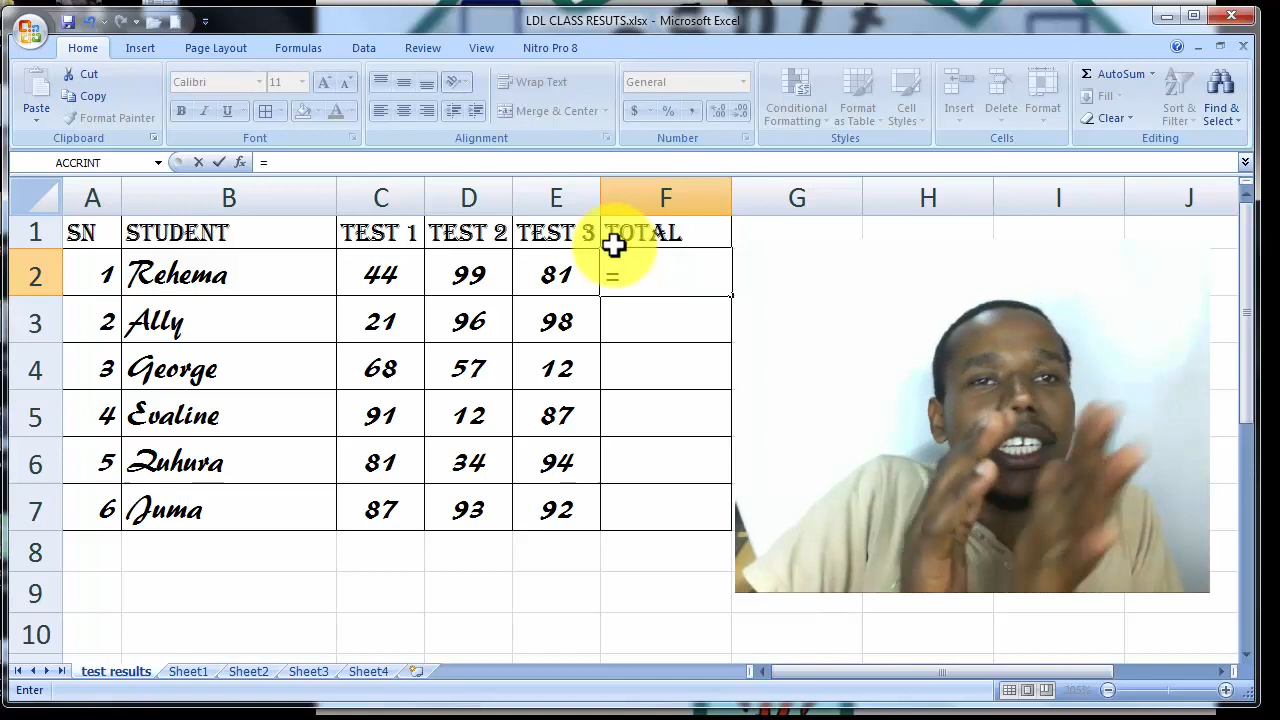 LDL CLASS RESUTS.xlsx - Microsoft Excel
Home Insert Page Layout Formulas Data Review View Nitro Pro 8
Paste Cut Copy Format Painter Clipboard
Calibri 11 B I U Font
Wrap Text Merge & Center Alignment
General $ % , Number
Conditional Formatting Format as Table Cell Styles Styles
Insert Delete Format Cells
Σ AutoSum Fill Clear Sort & Filter Find & Select Editing
ACCRINT fx =
A B C D E F G H I J
1 SN STUDENT TEST 1 TEST 2 TEST 3 TOTAL
2 1 Rehema 44 99 81 =
3 2 Ally 21 96 98
4 3 George 68 57 12
5 4 Evaline 91 12 87
6 5 Zuhura 81 34 94
7 6 Juma 87 93 92
8
9
10
test results Sheet1 Sheet2 Sheet3 Sheet4
Enter